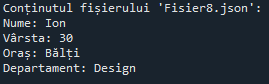 Conținutul fișierului 'Fisier8.json':
Nume: Ion
Vârsta: 30
Oraș: Bălți
Departament: Design